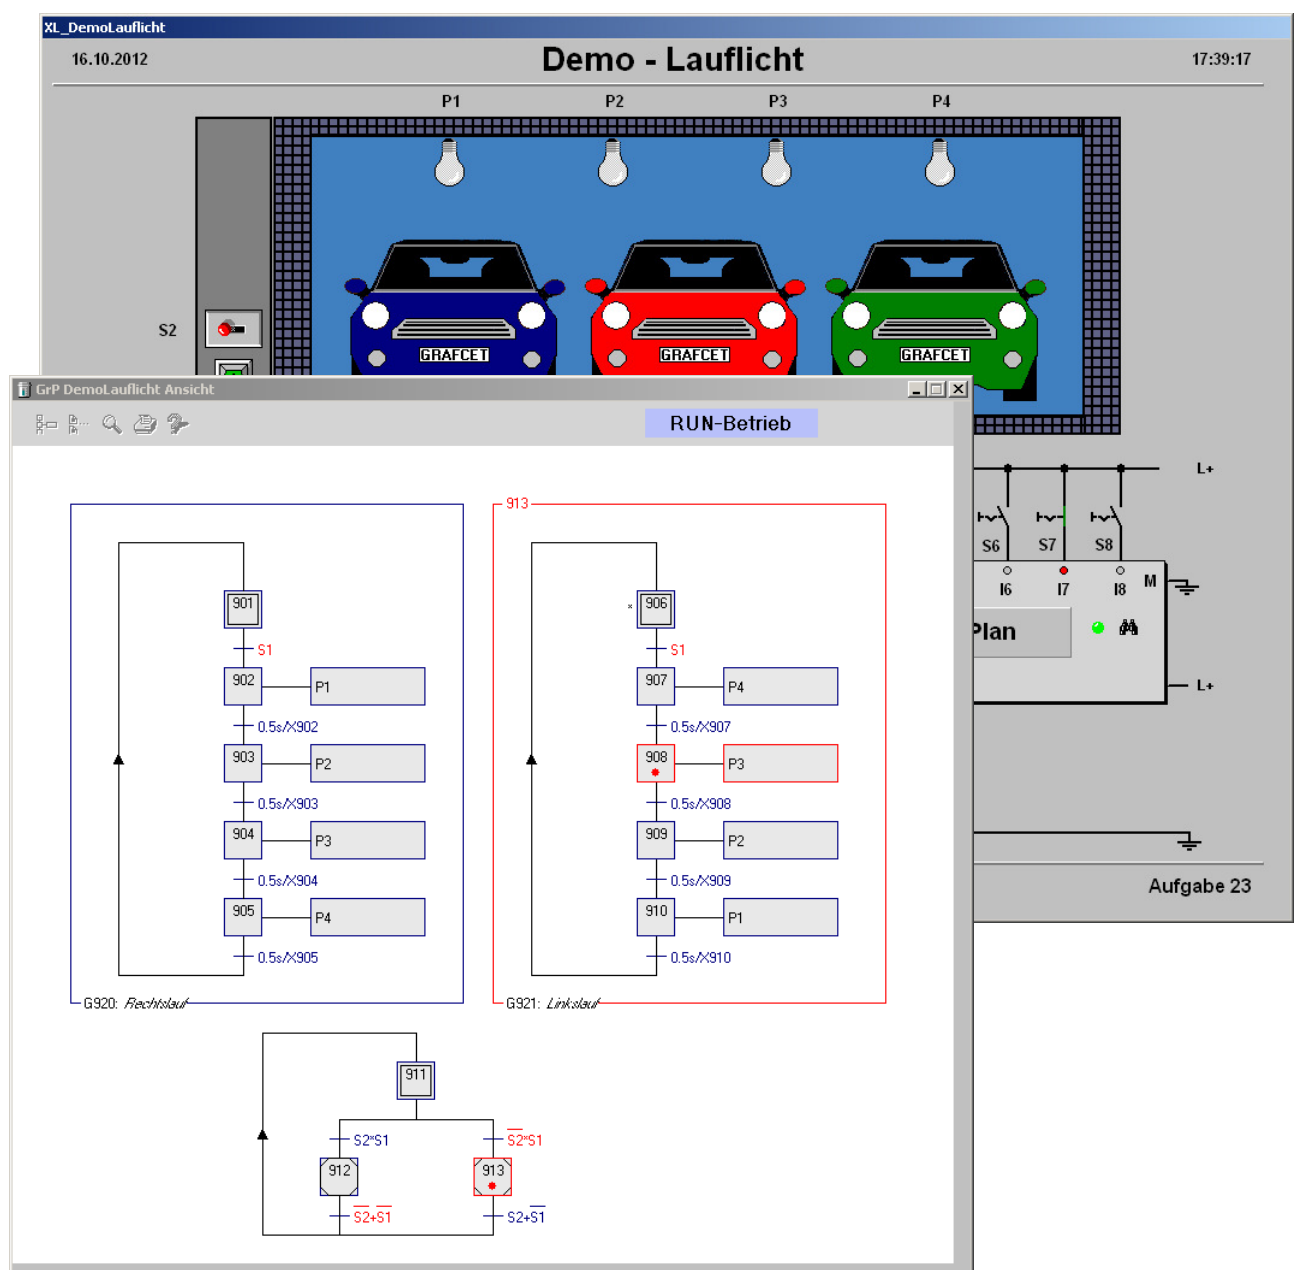 XL_DemoLauflicht
16.10.2012
Demo - Lauflicht
17:39:17
P1 P2 P3 P4
S2
GRAFCET GRAFCET GRAFCET
GrP DemoLauflicht Ansicht
RUN-Betrieb
L+
S6 S7 S8
I6 I7 I8 M
Plan
L+
Aufgabe 23
901
S1
902 P1
0.5s/X902
903 P2
0.5s/X903
904 P3
0.5s/X904
905 P4
0.5s/X905
G920: Rechtslauf
913
906
S1
907 P4
0.5s/X907
908 P3
0.5s/X908
909 P2
0.5s/X909
910 P1
0.5s/X910
G921: Linkslauf
911
S2*S1 S̅2̅*S1
912 913
S̅2̅+S̅1̅ S2+S̅1̅